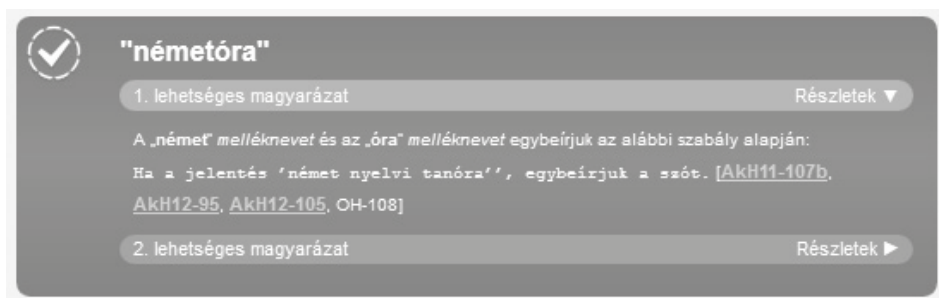 "németóra"
1. lehetséges magyarázat Részletek ▼
A „német" melléknevet és az „óra" melléknevet egybeírjuk az alábbi szabály alapján:
Ha a jelentés 'német nyelvi tanóra'', egybeírjuk a szót. [AkH11-107b,
AkH12-95, AkH12-105, OH-108]
2. lehetséges magyarázat Részletek ▶